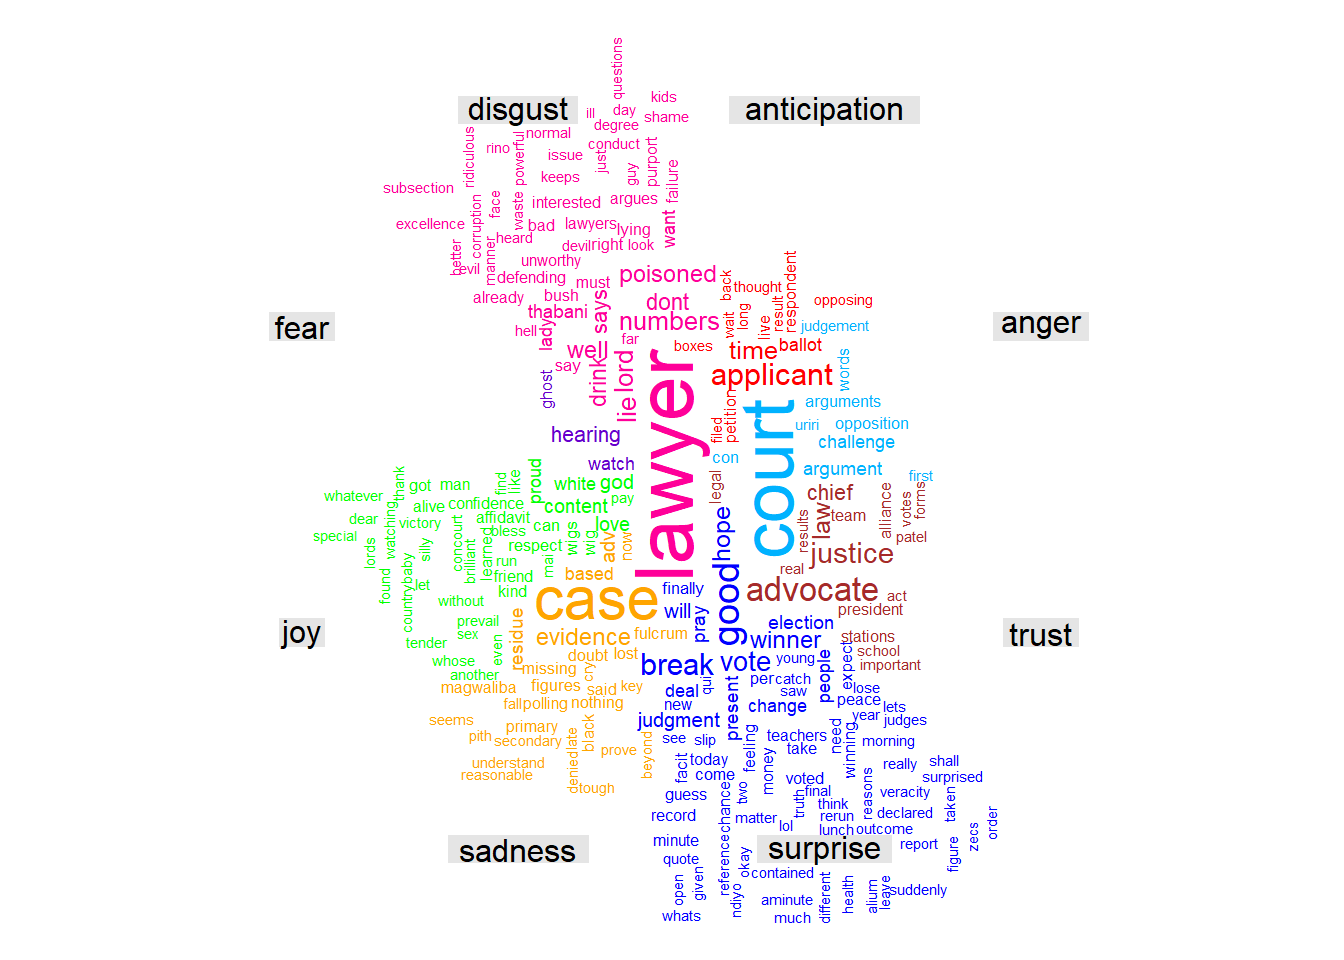 questions
kids
disgust
anticipation
ill
day
shame
degree
normal
ridiculous
rino
powerful
conduct
issue
just
guy
purport
keeps
failure
subsection
face
waste
interested
argues
excellence
corruption
bad
lawyers
lying
want
heard
devil
right
look
better
evil
manner
unworthy
defending
must
poisoned
back
thought
respondent
already
bush
says
dont
long
result
opposing
thabani
numbers
wait
live
judgement
fear
anger
hell
lady
far
well
boxes
time
ballot
words
say
lord
drink
lawyer
applicant
ghost
lie
court
arguments
filed
petition
uriri
opposition
hearing
challenge
con
watch
argument
first
whatever
thank
got
man
find
like
proud
white
god
legal
chief
alliance
votes
forms
alive
confidence
content
pay
hope
law
team
dear
victory
affidavit
can
love
results
special
watching
bless
wigs
wig
adv
now
patel
lords
silly
concourt
brilliant
learned
respect
justice
run
mai
real
found
country
baby
let
friend
based
good
kind
case
finally
advocate
act
without
will
president
prevail
residue
pray
election
joy
tender
sex
evidence
fulcrum
winner
stations
trust
even
doubt
lost
school
whose
missing
break
vote
young
people
expect
important
another
cry
qui
magwaliba
figures
said
key
deal
present
per
catch
saw
lose
fall
polling
nothing
new
change
peace
lets
seems
primary
black
judgment
year
judges
pith
secondary
see
slip
feeling
teachers
need
winning
morning
prove
beyond
facit
today
take
understand
money
really
shall
reasonable
denied
late
come
voted
surprised
tough
guess
two
truth
final
reasons
veracity
taken
chance
think
record
reference
matter
rerun
declared
order
lol
lunch
outcome
zecs
minute
report
sadness
surprise
quote
okay
figure
open
given
contained
health
alium
leave
suddenly
ndiyo
aminute
different
whats
much